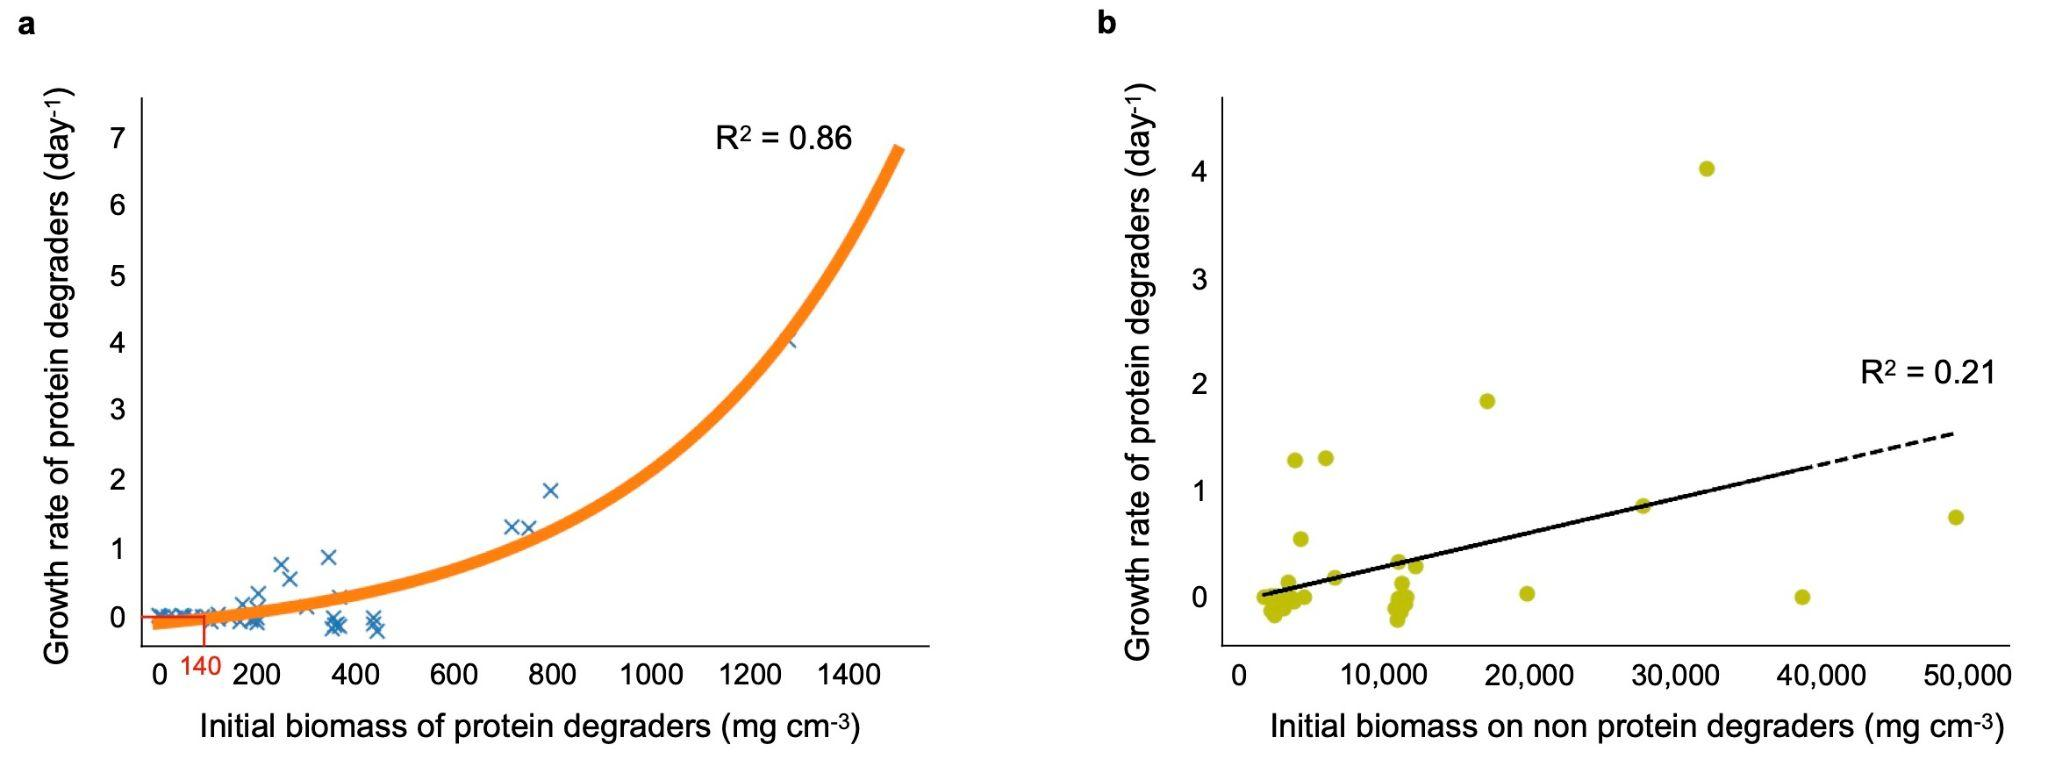 a
Growth rate of protein degraders (day-1)
7
6
5
4
3
2
1
0
R2 = 0.86
140
0 200 400 600 800 1000 1200 1400
Initial biomass of protein degraders (mg cm-3)
b
Growth rate of protein degraders (day-1)
4
3
2
1
0
R2 = 0.21
0 10,000 20,000 30,000 40,000 50,000
Initial biomass on non protein degraders (mg cm-3)